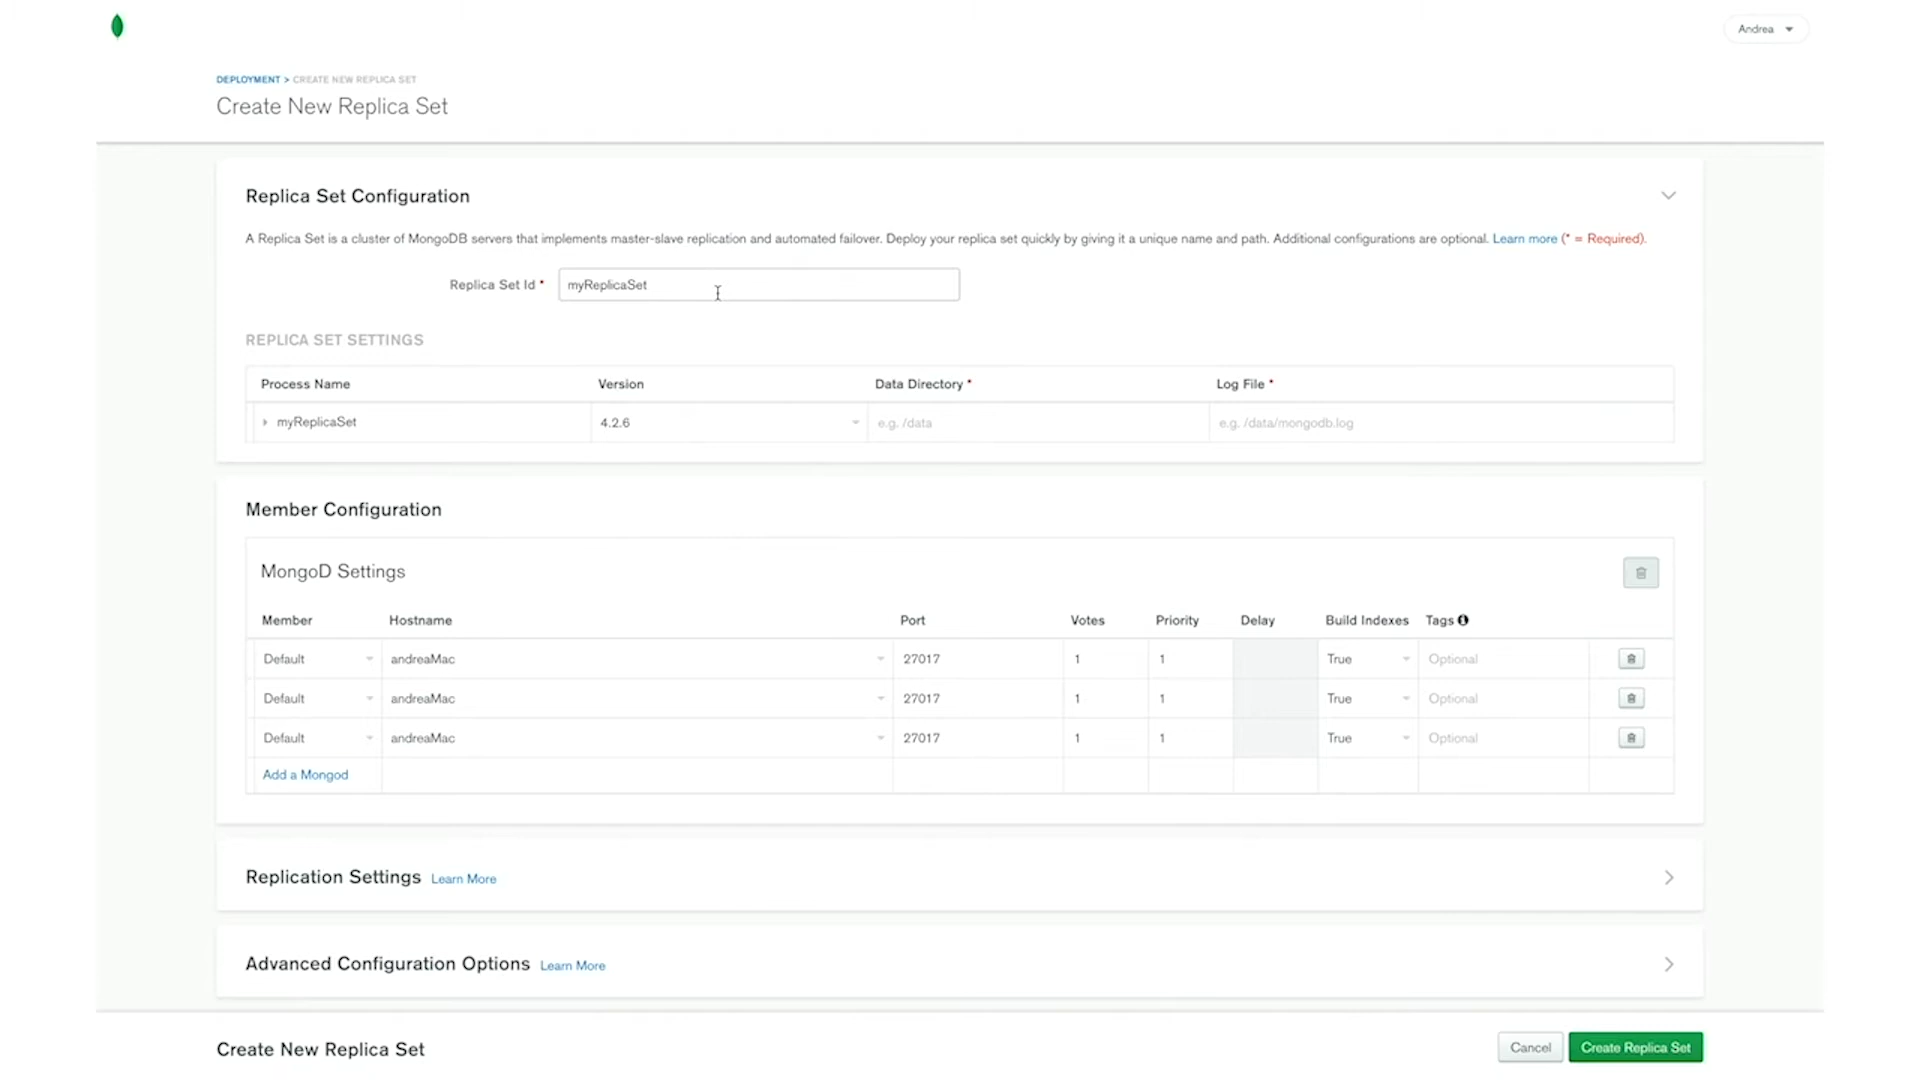 Andrea
DEPLOYMENT > CREATE NEW REPLICA SET
Create New Replica Set
Replica Set Configuration
A Replica Set is a cluster of MongoDB servers that implements master-slave replication and automated failover. Deploy your replica set quickly by giving it a unique name and path. Additional configurations are optional. Learn more (* = Required).
Replica Set Id * myReplicaSet
REPLICA SET SETTINGS
Process Name Version Data Directory * Log File *
myReplicaSet 4.2.6 e.g. /data e.g. /data/mongodb.log
Member Configuration
MongoD Settings
Member Hostname Port Votes Priority Delay Build Indexes Tags
Default andreaMac 27017 1 1 True Optional
Default andreaMac 27017 1 1 True Optional
Default andreaMac 27017 1 1 True Optional
Add a Mongod
Replication Settings Learn More
Advanced Configuration Options Learn More
Create New Replica Set Cancel Create Replica Set